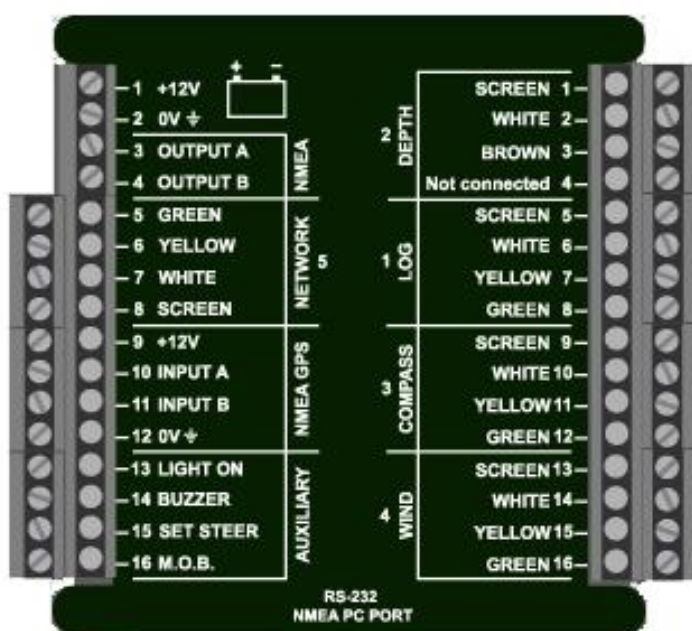 + −
1 +12V
2 0V ⏚
3 OUTPUT A
4 OUTPUT B
NMEA
5 GREEN
6 YELLOW
7 WHITE
8 SCREEN
NETWORK
5
9 +12V
10 INPUT A
11 INPUT B
12 0V ⏚
NMEA GPS
13 LIGHT ON
14 BUZZER
15 SET STEER
16 M.O.B.
AUXILIARY
2
DEPTH
SCREEN 1
WHITE 2
BROWN 3
Not connected 4
1
LOG
SCREEN 5
WHITE 6
YELLOW 7
GREEN 8
3
COMPASS
SCREEN 9
WHITE 10
YELLOW 11
GREEN 12
4
WIND
SCREEN 13
WHITE 14
YELLOW 15
GREEN 16
RS-232
NMEA PC PORT